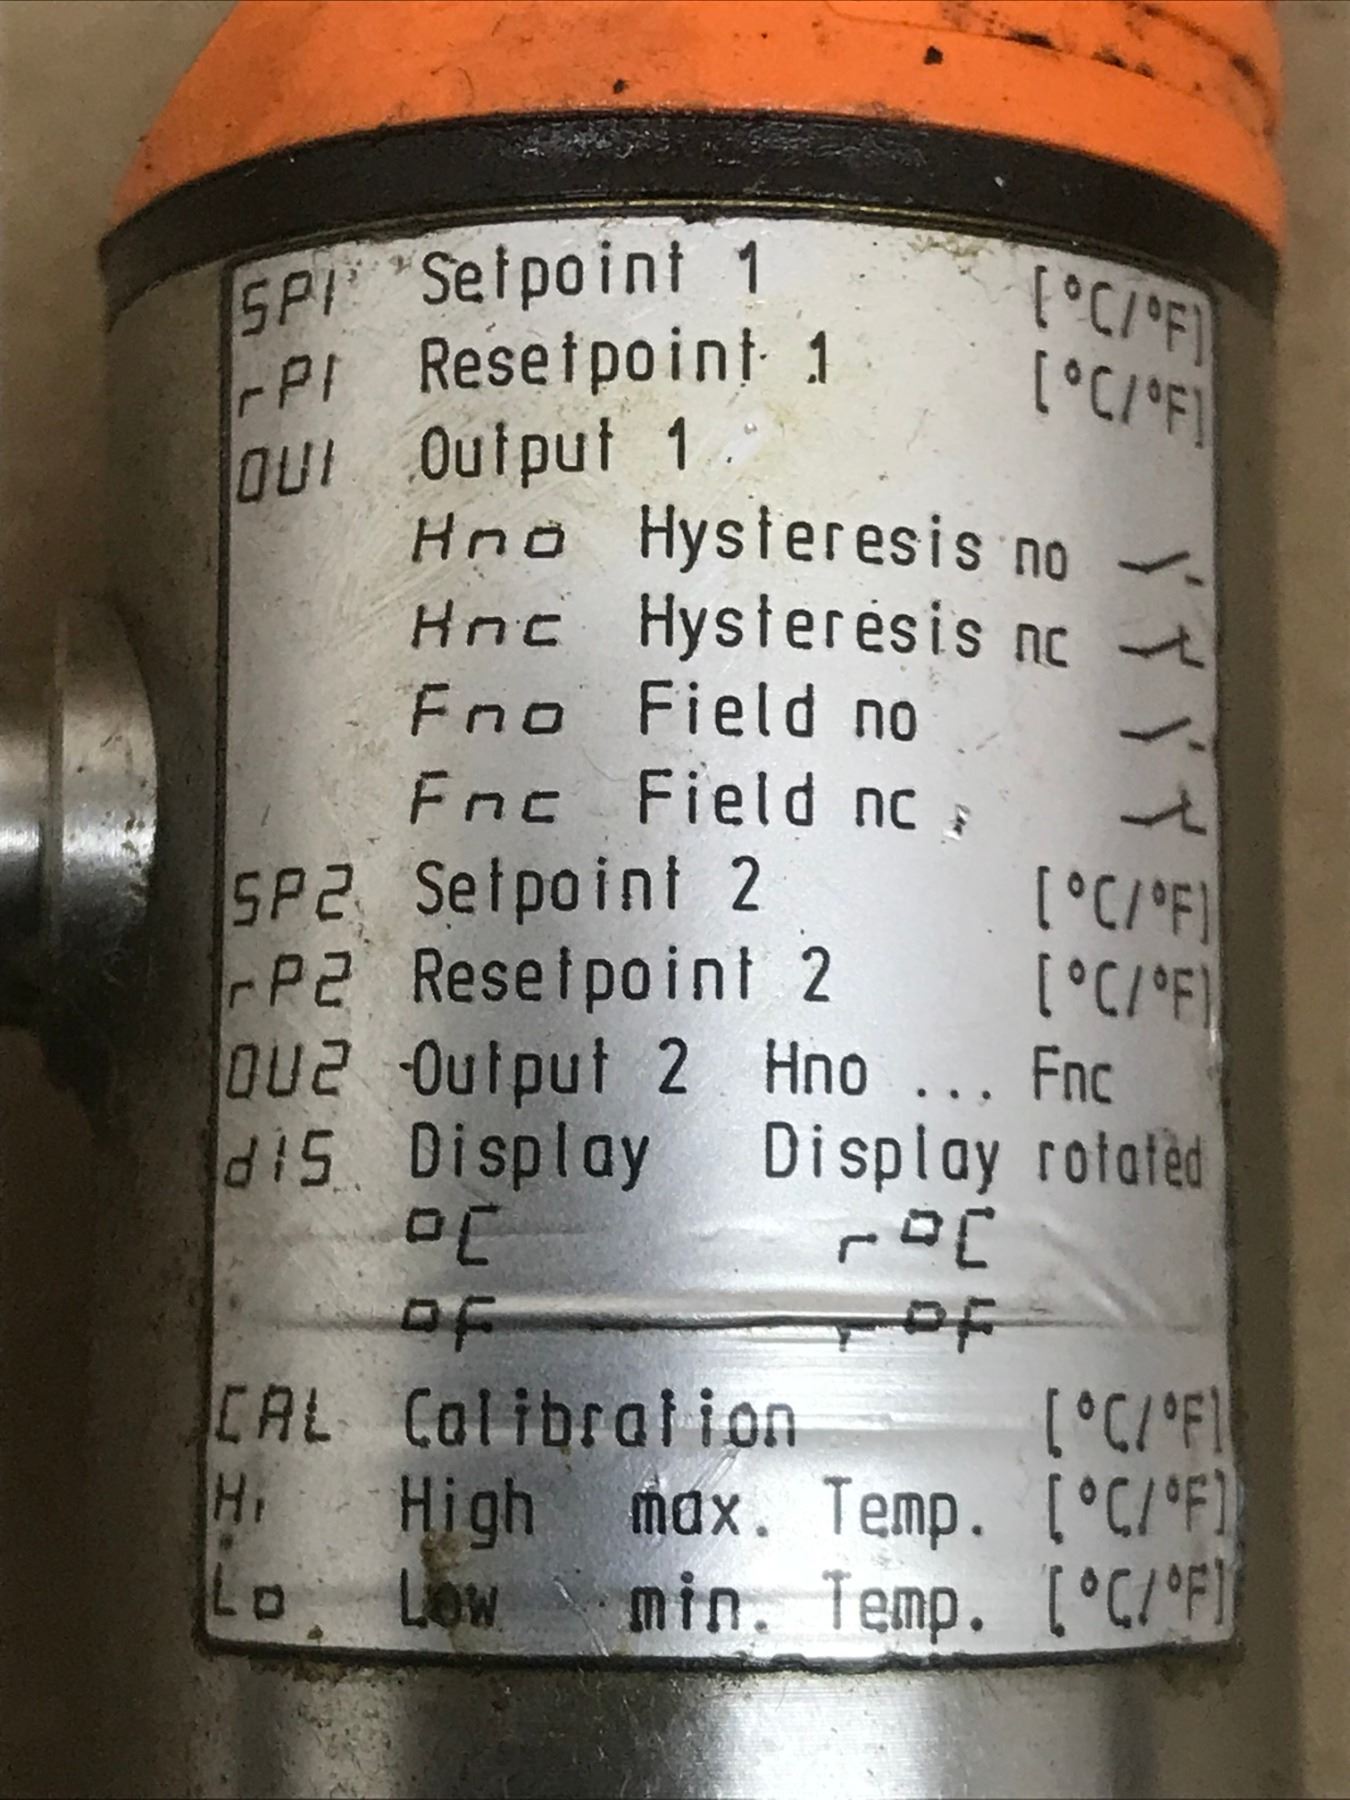 SP1 Setpoint 1 [°C/°F]
rP1 Resetpoint 1 [°C/°F]
OU1 Output 1
Hno Hysteresis no
Hnc Hysteresis nc
Fno Field no
Fnc Field nc
SP2 Setpoint 2 [°C/°F]
rP2 Resetpoint 2 [°C/°F]
OU2 Output 2 Hno ... Fnc
diS Display Display rotated
°C r °C
°F r °F
CAL Calibration [°C/°F]
Hi High max. Temp. [°C/°F]
Lo Low min. Temp. [°C/°F]